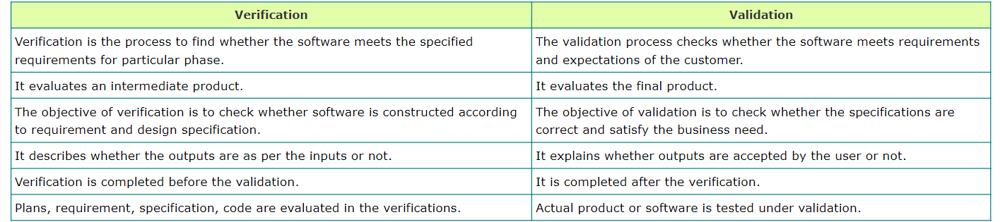 Verification Validation
Verification is the process to find whether the software meets the specified
requirements for particular phase.
The validation process checks whether the software meets requirements
and expectations of the customer.
It evaluates an intermediate product.
It evaluates the final product.
The objective of verification is to check whether software is constructed according
to requirement and design specification.
The objective of validation is to check whether the specifications are
correct and satisfy the business need.
It describes whether the outputs are as per the inputs or not.
It explains whether outputs are accepted by the user or not.
Verification is completed before the validation.
It is completed after the verification.
Plans, requirement, specification, code are evaluated in the verifications.
Actual product or software is tested under validation.